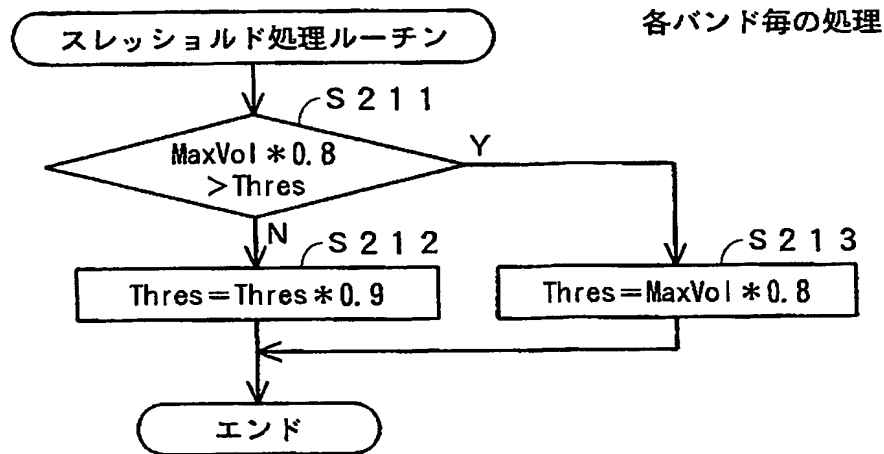 スレッショルド処理ルーチン
各バンド毎の処理
S211
MaxVol*0.8
>Thres
Y
N
S212
Thres=Thres*0.9
S213
Thres=MaxVol*0.8
エンド